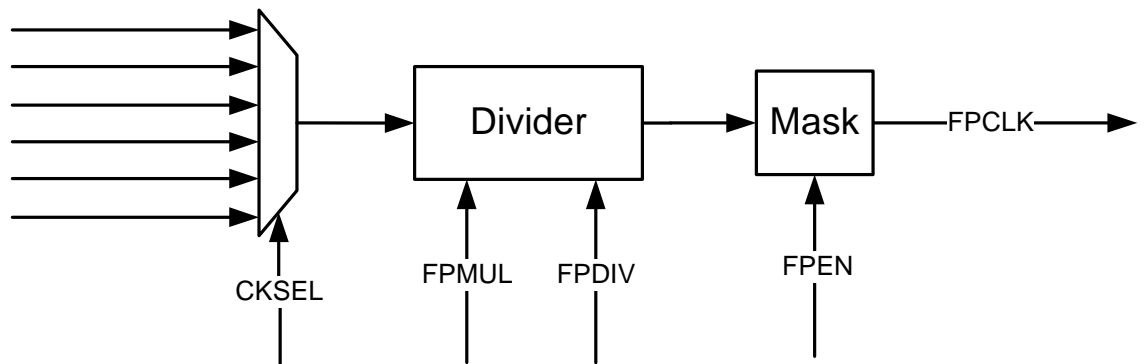 Divider
Mask
FPCLK
CKSEL
FPMUL
FPDIV
FPEN